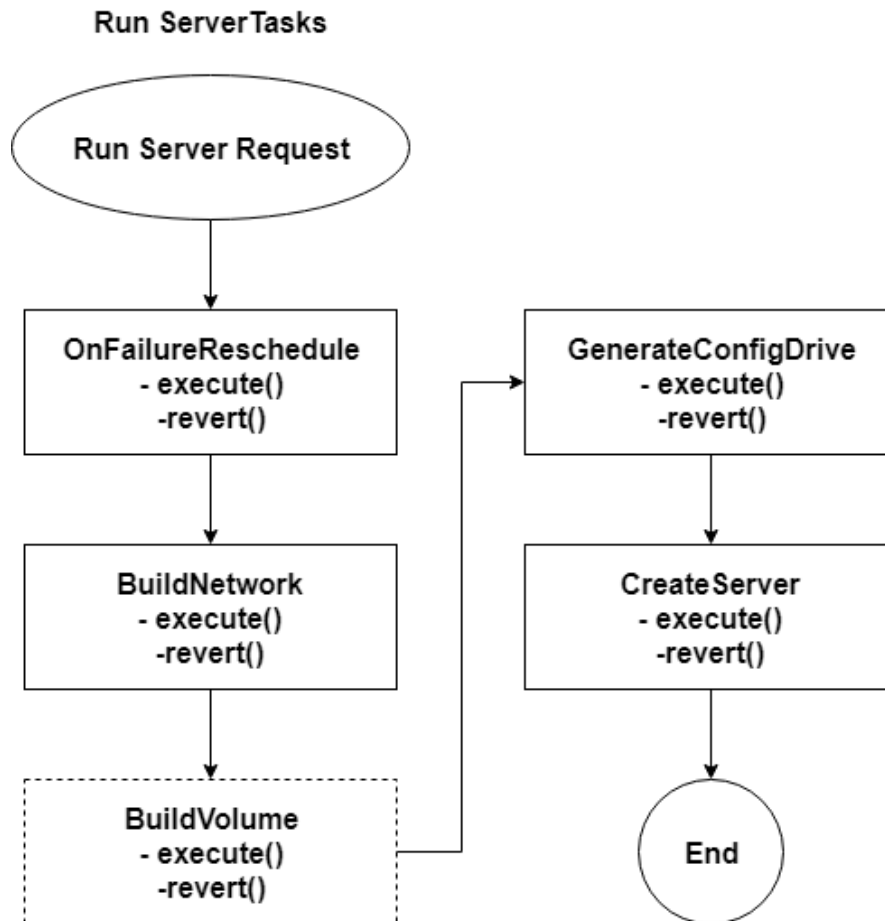 Run ServerTasks
Run Server Request
OnFailureReschedule
- execute()
-revert()
BuildNetwork
- execute()
-revert()
BuildVolume
- execute()
-revert()
GenerateConfigDrive
- execute()
-revert()
CreateServer
- execute()
-revert()
End